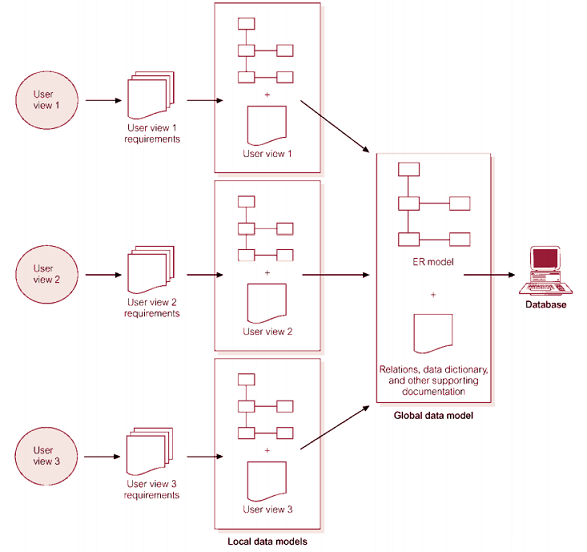 User
view 1
User view 1
requirements
+
User view 1
User
view 2
User view 2
requirements
+
User view 2
User
view 3
User view 3
requirements
+
User view 3
Local data models
ER model
+
Relations, data dictionary,
and other supporting
documentation
Global data model
Database